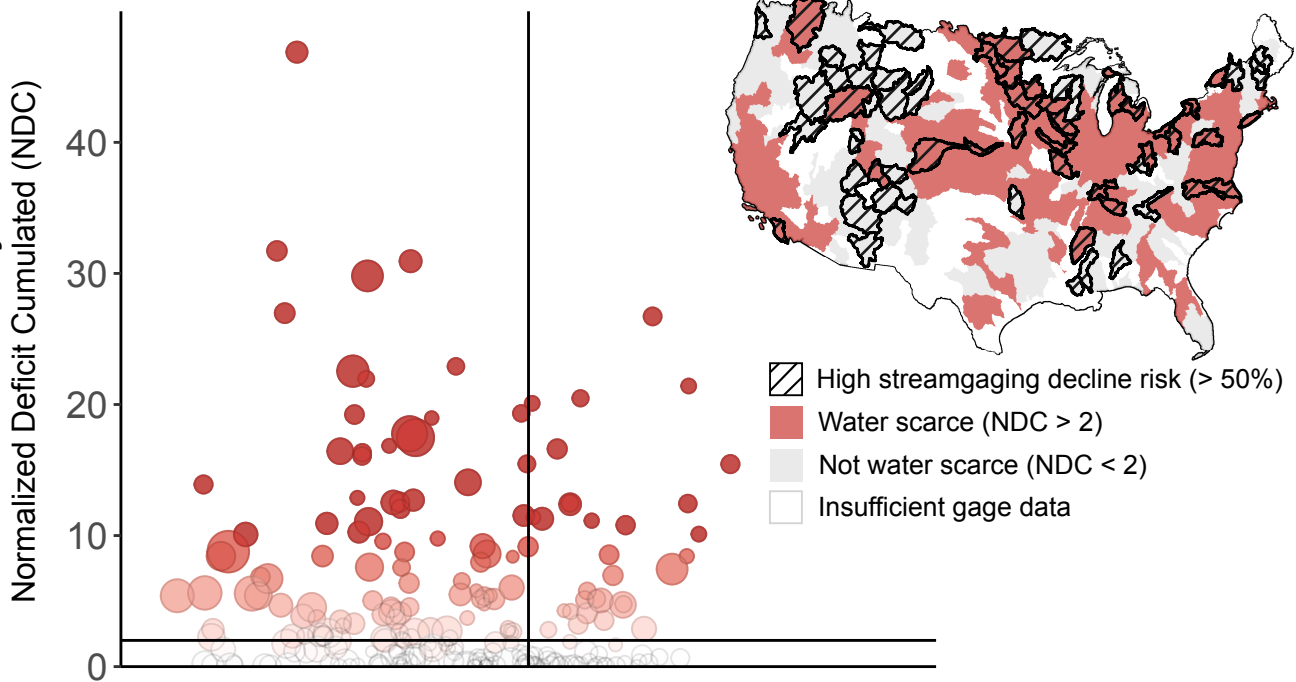 Normalized Deficit Cumulated (NDC)
40
30
20
10
0
High streamgaging decline risk (> 50%)
Water scarce (NDC > 2)
Not water scarce (NDC < 2)
Insufficient gage data